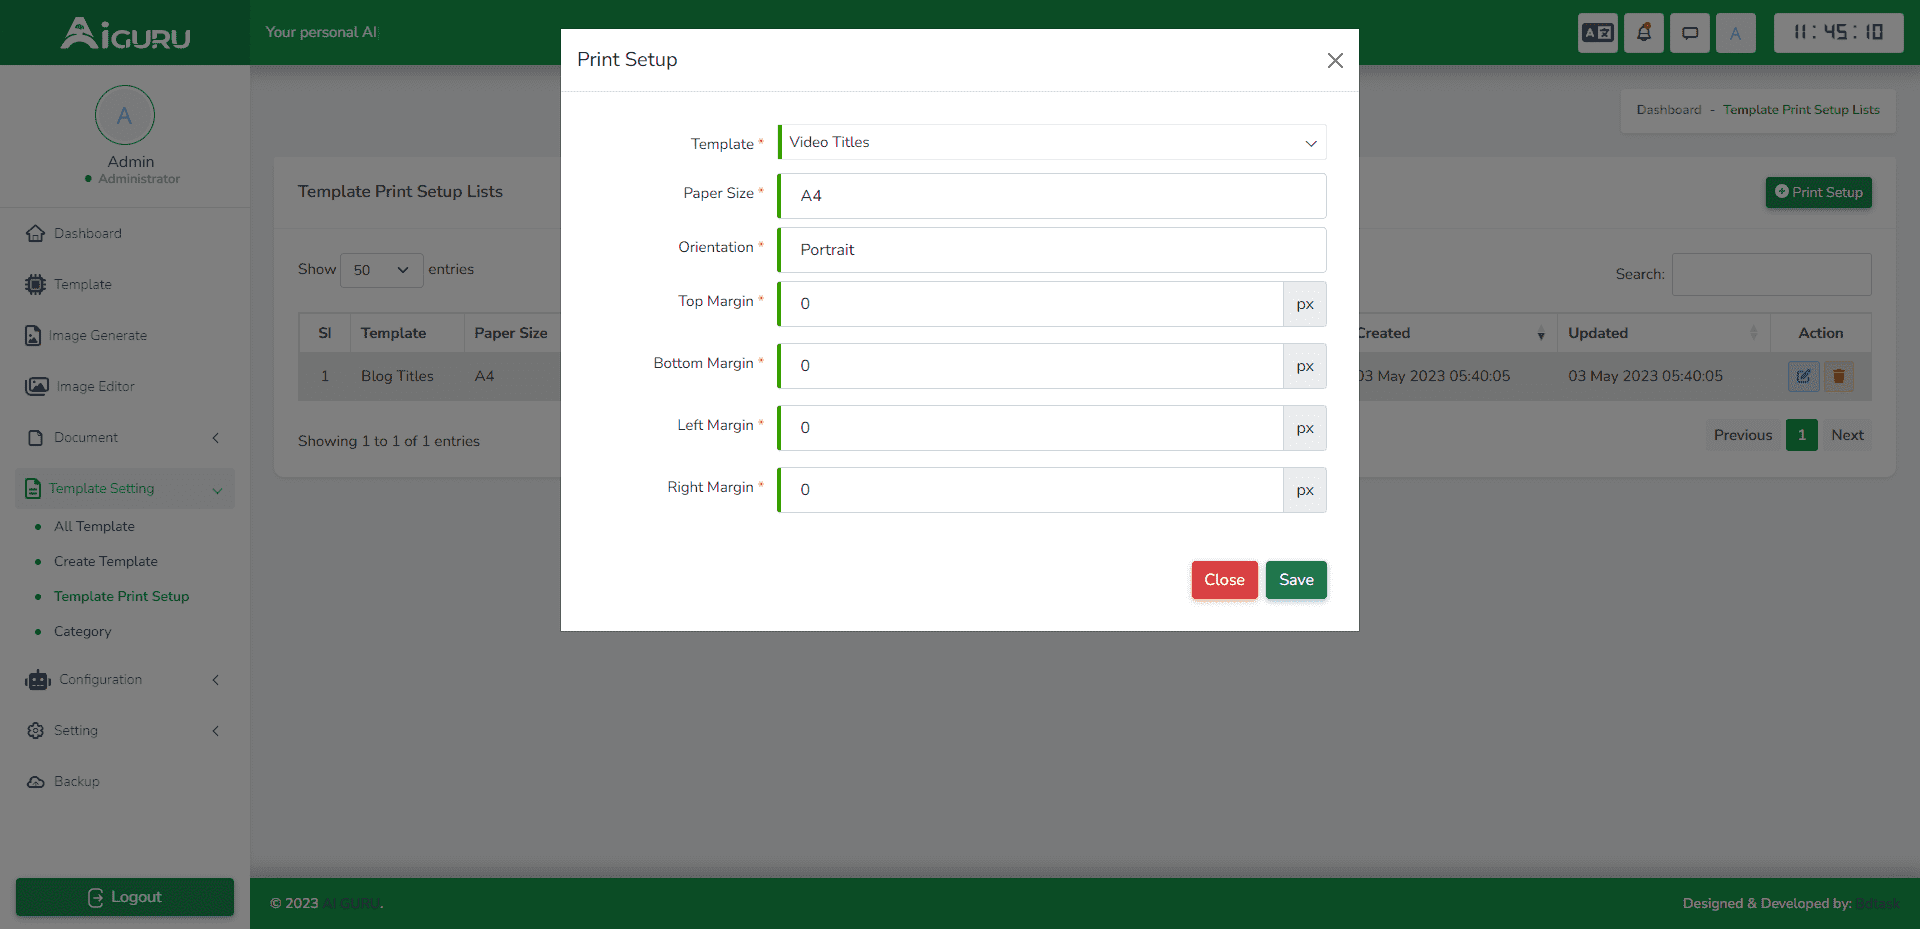 AiGURU
Your personal AI
A
11:45:10
Print Setup
A
Admin
Administrator
Dashboard - Template Print Setup Lists
Template *
Video Titles
Template Print Setup Lists
Print Setup
Paper Size *
A4
Dashboard
Orientation *
Portrait
Show 50 entries
Search:
Template
Top Margin *
0
px
Image Generate
Sl
Template
Paper Size
Created
Updated
Action
Bottom Margin *
0
px
1
Blog Titles
A4
03 May 2023 05:40:05
03 May 2023 05:40:05
Image Editor
Left Margin *
0
px
Document
Showing 1 to 1 of 1 entries
Previous
1
Next
Template Setting
Right Margin *
0
px
All Template
Create Template
Close
Save
Template Print Setup
Category
Configuration
Setting
Backup
Logout
© 2023 AI GURU.
Designed & Developed by: Bdtask